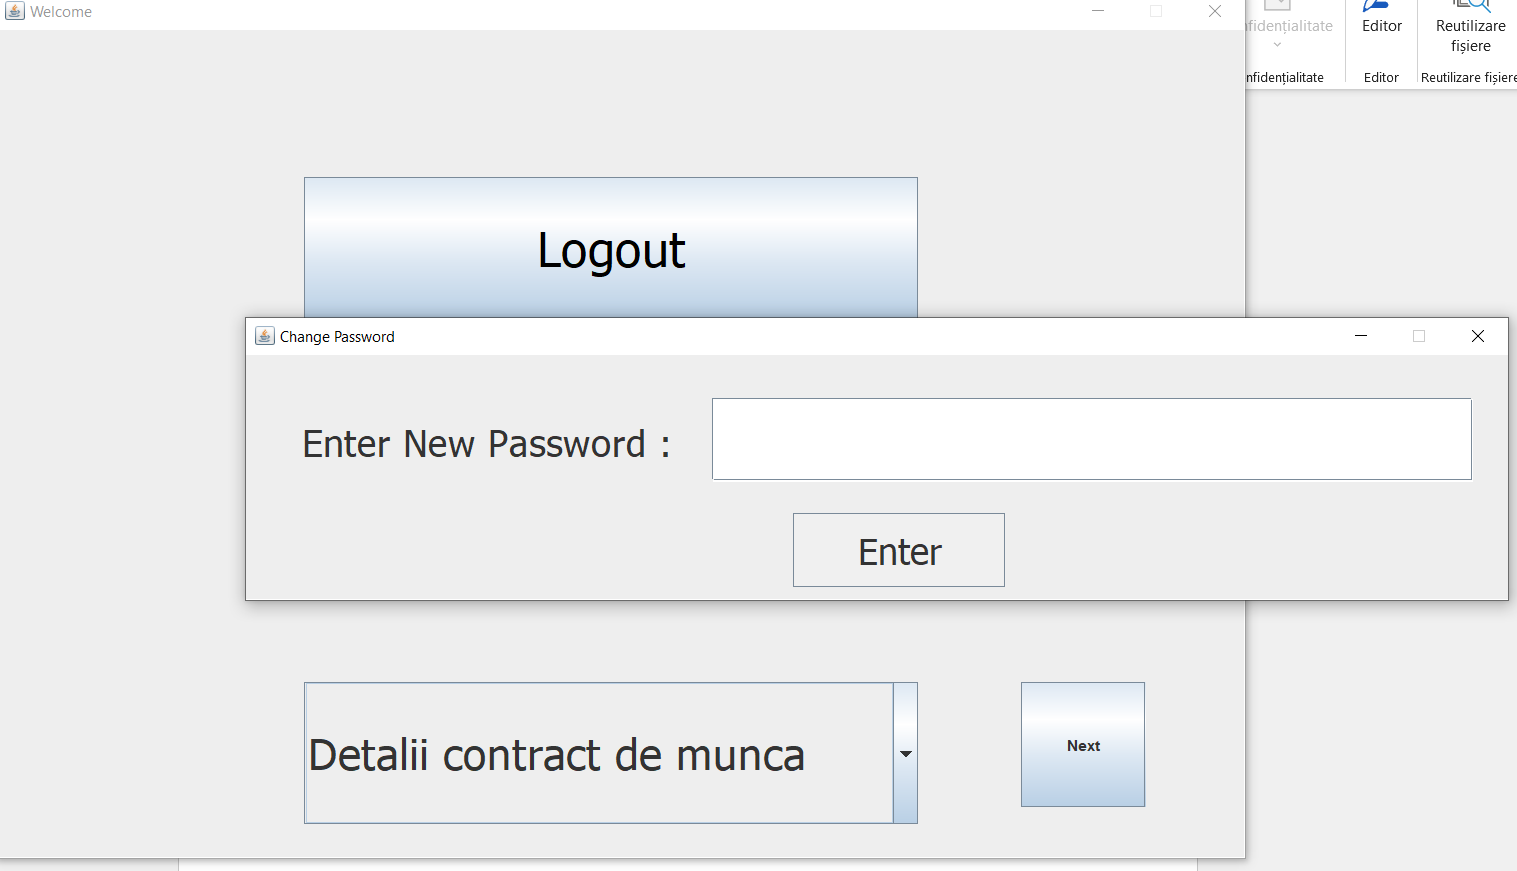 Welcome
nfidențialitate
Editor
Reutilizare
fișiere
nfidențialitate
Editor
Reutilizare fișiere
Logout
Change Password
Enter New Password :
Enter
Detalii contract de munca
Next